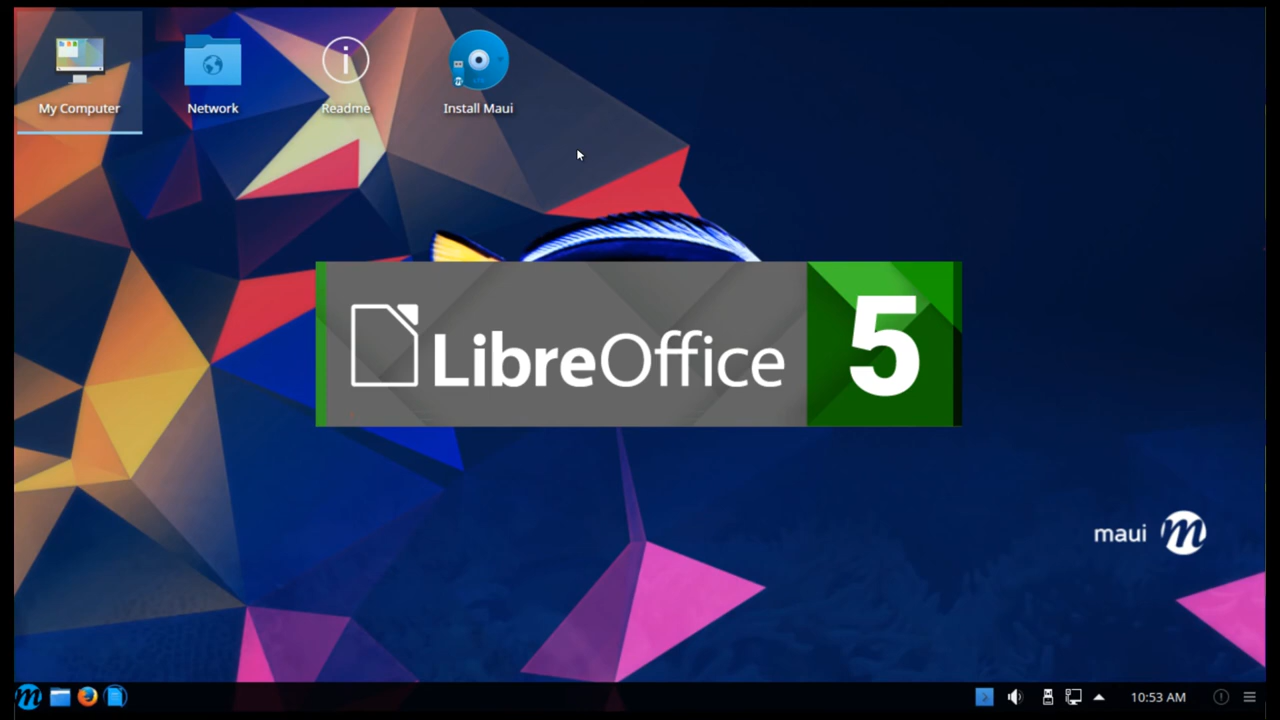 My Computer
Network
Readme
Install Maui
LibreOffice 5
maui m
m
10:53 AM